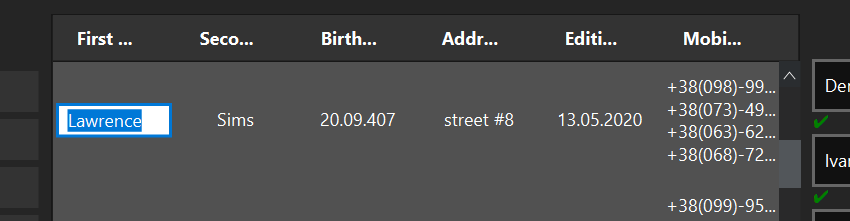 First ... Seco... Birth... Addr... Editi... Mobi...
+38(098)-99...
Lawrence Sims 20.09.407 street #8 13.05.2020 +38(073)-49...
+38(063)-62...
+38(068)-72...
+38(099)-95...
Der
Ivar